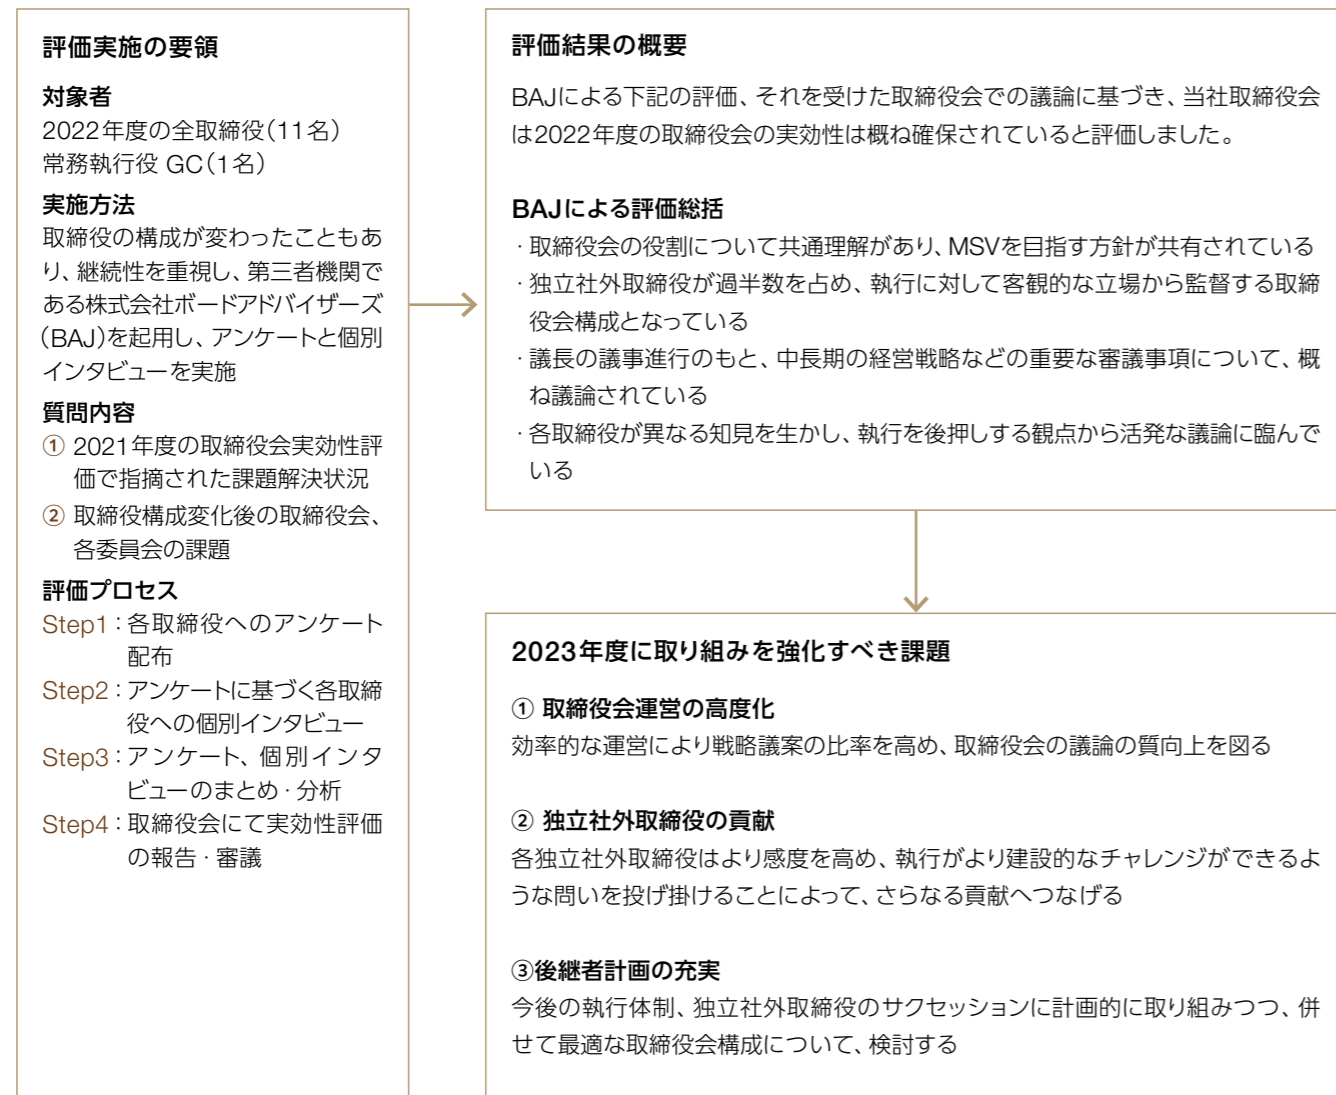 評価実施の要領
対象者
2022年度の全取締役（11名）
常務執行役 GC（1名）
実施方法
取締役の構成が変わったこともあ
り、継続性を重視し、第三者機関で
ある株式会社ボードアドバイザーズ
（BAJ）を起用し、アンケートと個別
インタビューを実施
質問内容
① 2021年度の取締役会実効性評
価で指摘された課題解決状況
② 取締役構成変化後の取締役会、
各委員会の課題
評価プロセス
Step1：各取締役へのアンケート
配布
Step2：アンケートに基づく各取締
役への個別インタビュー
Step3：アンケート、個別インタ
ビューのまとめ・分析
Step4：取締役会にて実効性評価
の報告・審議
評価結果の概要
BAJによる下記の評価、それを受けた取締役会での議論に基づき、当社取締役会
は2022年度の取締役会の実効性は概ね確保されていると評価しました。
BAJによる評価総括
・取締役会の役割について共通理解があり、MSVを目指す方針が共有されている
・独立社外取締役が過半数を占め、執行に対して客観的な立場から監督する取締
役会構成となっている
・議長の議事進行のもと、中長期の経営戦略などの重要な審議事項について、概
ね議論されている
・各取締役が異なる知見を生かし、執行を後押しする観点から活発な議論に臨んで
いる
2023年度に取り組みを強化すべき課題
① 取締役会運営の高度化
効率的な運営により戦略議案の比率を高め、取締役会の議論の質向上を図る
② 独立社外取締役の貢献
各独立社外取締役はより感度を高め、執行がより建設的なチャレンジができるよ
うな問いを投げ掛けることによって、さらなる貢献へつなげる
③後継者計画の充実
今後の執行体制、独立社外取締役のサクセッションに計画的に取り組みつつ、併
せて最適な取締役会構成について、検討する